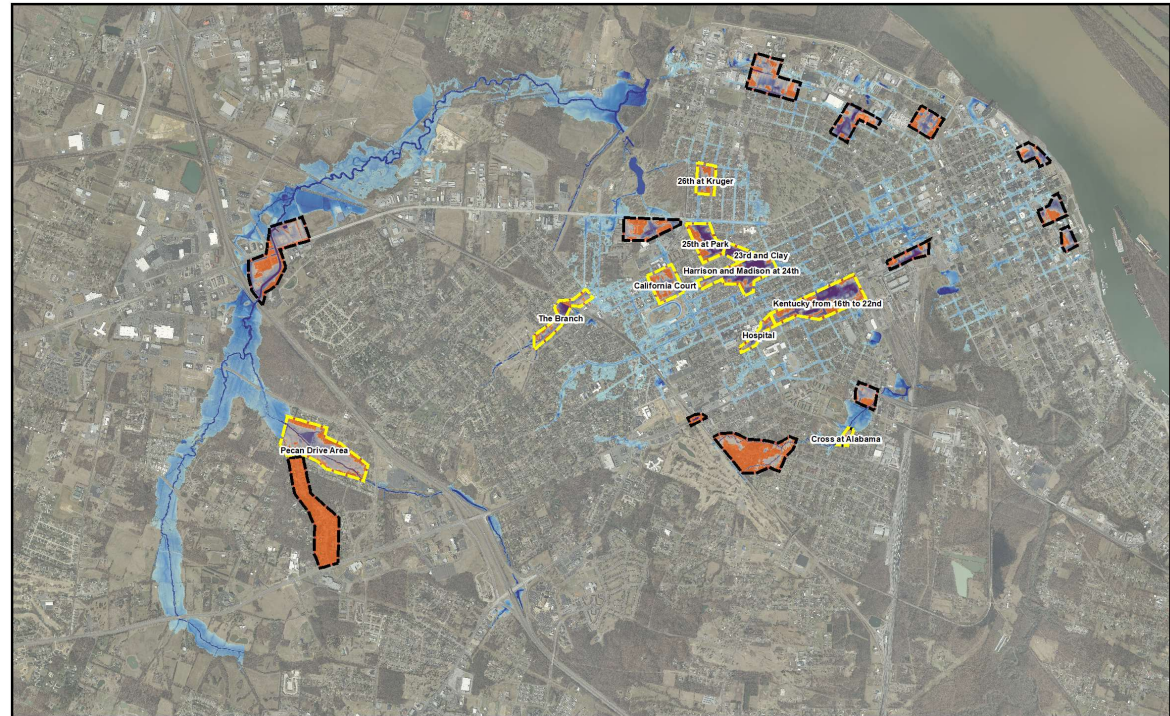 26th at Kruger
25th at Park
23rd and Clay
Harrison and Madison at 24th
California Court
Kentucky from 16th to 22nd
The Branch
Hospital
Cross at Alabama
Pecan Drive Area